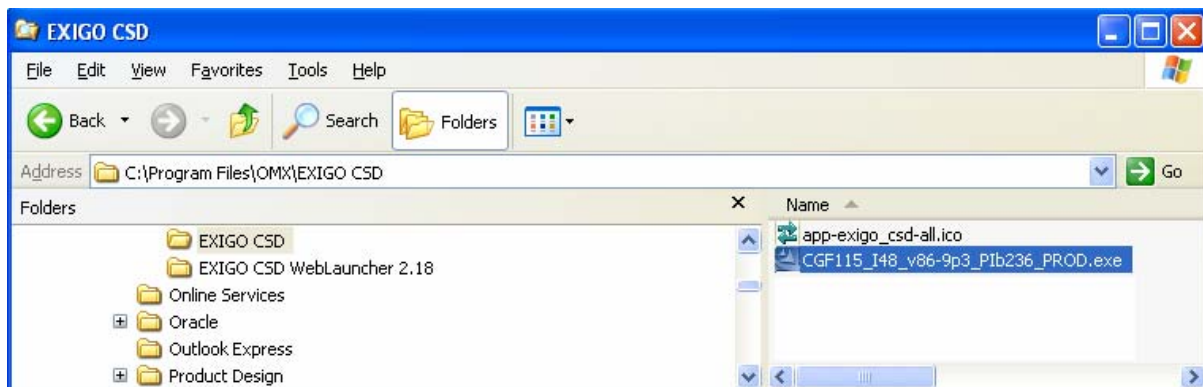 EXIGO CSD
File Edit View Favorites Tools Help
Back Search Folders
Address C:\Program Files\OMX\EXIGO CSD Go
Folders Name
EXIGO CSD app-exigo_csd-all.ico
EXIGO CSD WebLauncher 2.18 CGF115_I48_v86-9p3_PIb236_PROD.exe
Online Services
Oracle
Outlook Express
Product Design